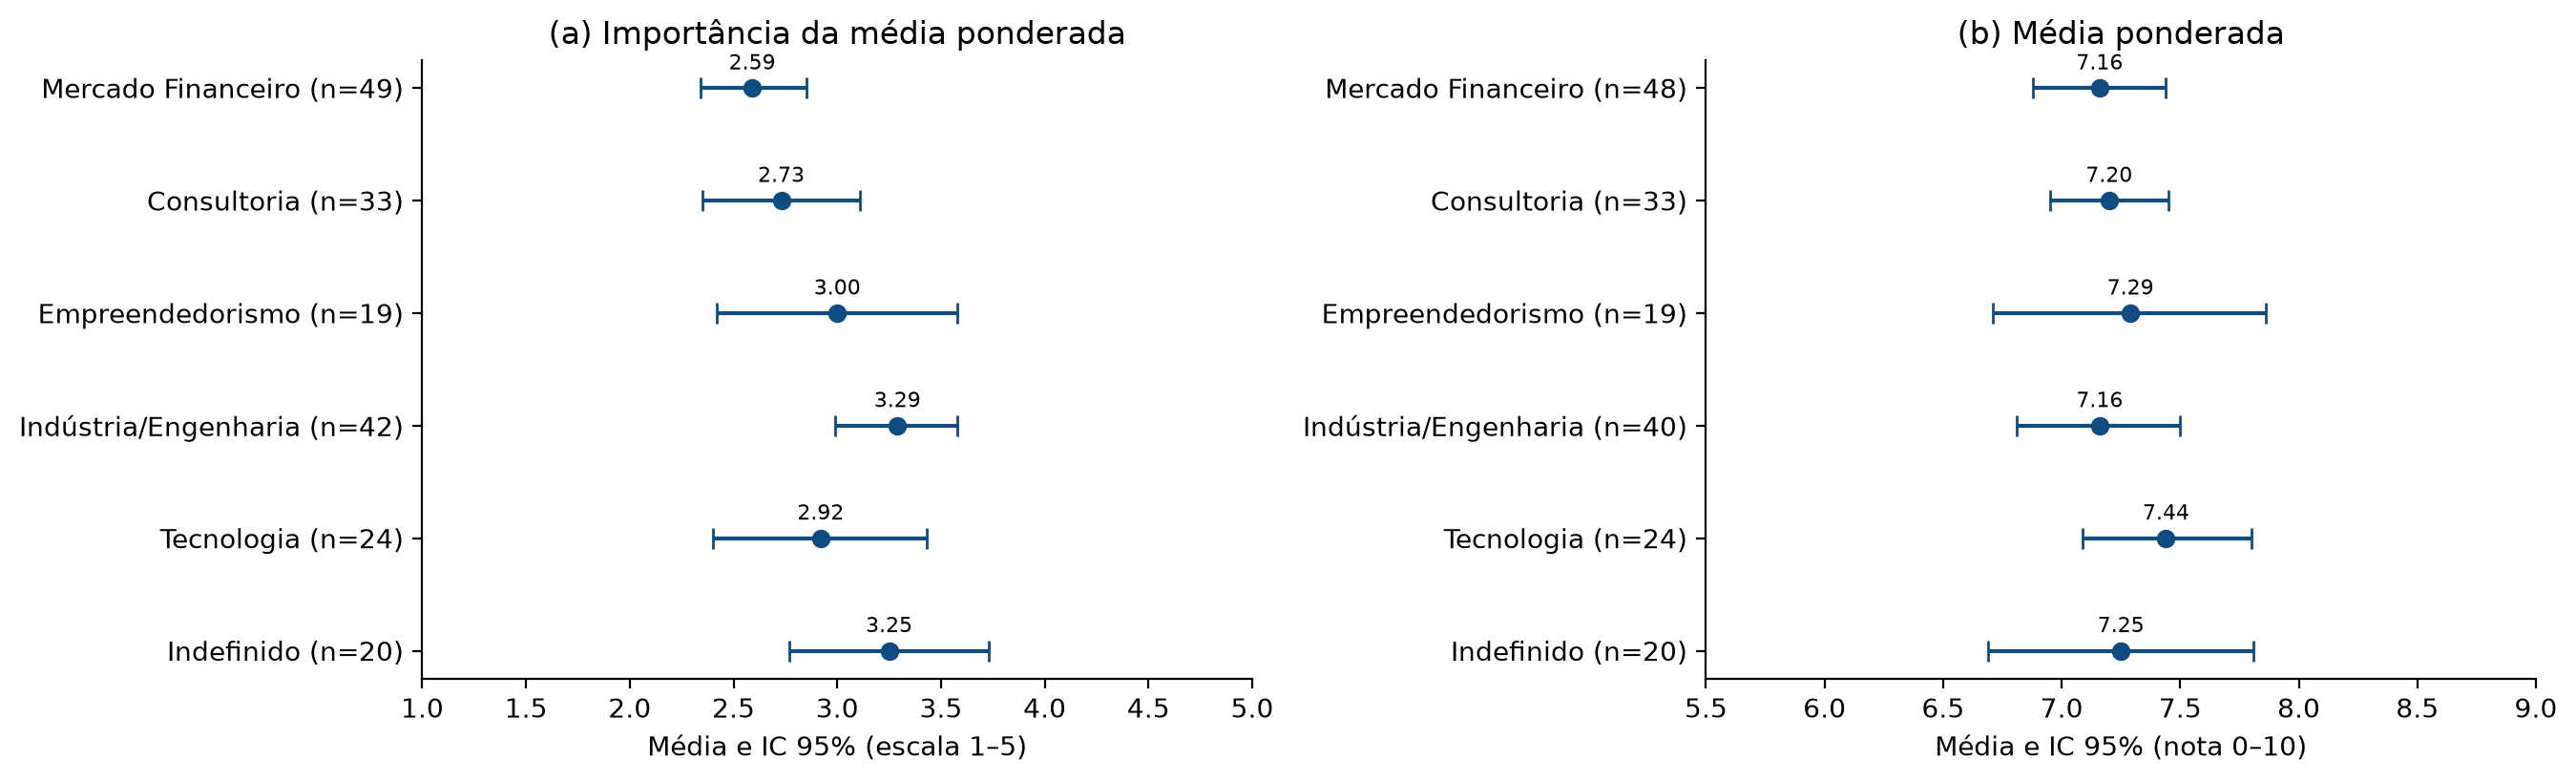 (a) Importância da média ponderada
Mercado Financeiro (n=49)
2.59
Consultoria (n=33)
2.73
Empreendedorismo (n=19)
3.00
Indústria/Engenharia (n=42)
3.29
Tecnologia (n=24)
2.92
Indefinido (n=20)
3.25
1.0 1.5 2.0 2.5 3.0 3.5 4.0 4.5 5.0
Média e IC 95% (escala 1–5)
(b) Média ponderada
Mercado Financeiro (n=48)
7.16
Consultoria (n=33)
7.20
Empreendedorismo (n=19)
7.29
Indústria/Engenharia (n=40)
7.16
Tecnologia (n=24)
7.44
Indefinido (n=20)
7.25
5.5 6.0 6.5 7.0 7.5 8.0 8.5 9.0
Média e IC 95% (nota 0–10)